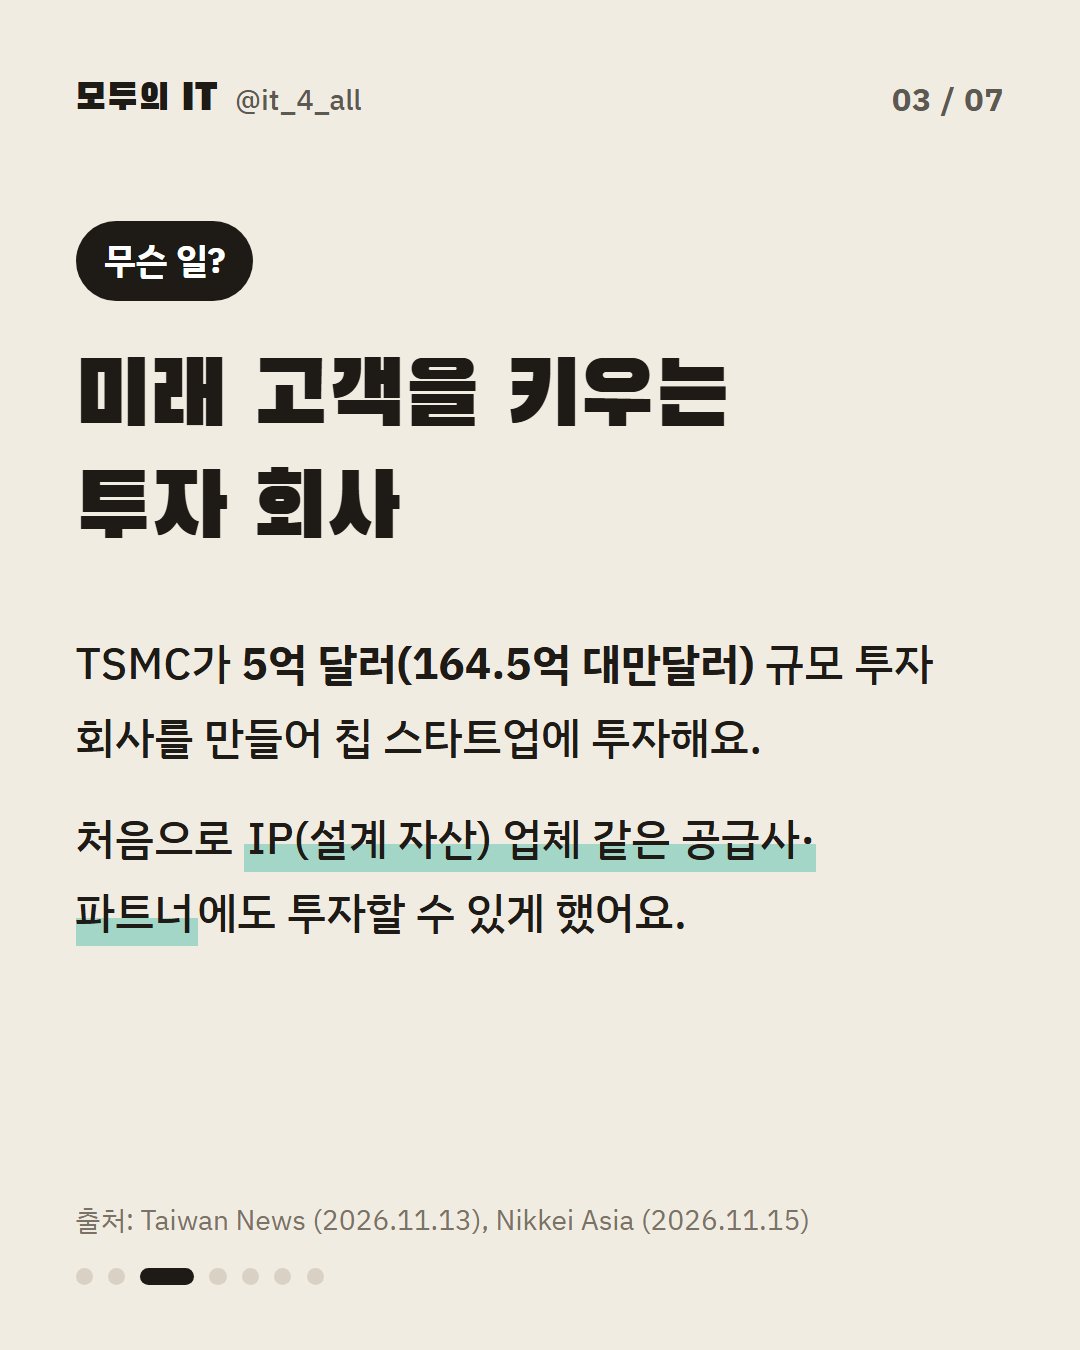 모두의 IT @it_4_all
03 / 07
무슨 일?
미래 고객을 키우는
투자 회사
TSMC가 5억 달러(164.5억 대만달러) 규모 투자
회사를 만들어 칩 스타트업에 투자해요.
처음으로 IP(설계 자산) 업체 같은 공급사·
파트너에도 투자할 수 있게 했어요.
출처: Taiwan News (2026.11.13), Nikkei Asia (2026.11.15)